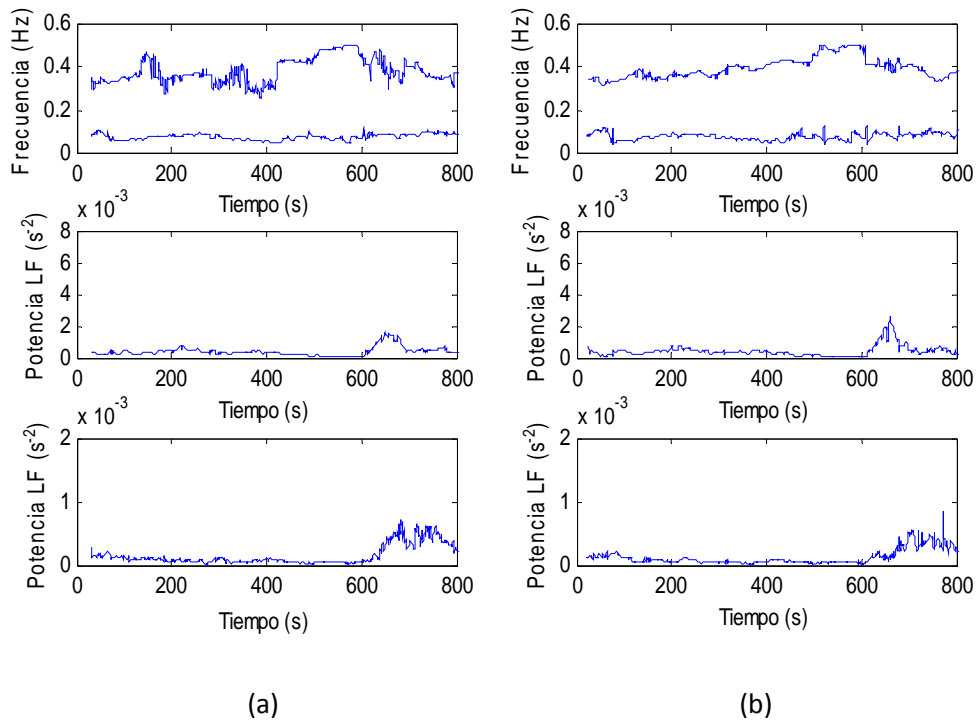 Frecuencia (Hz)
0.6
0.4
0.2
0
0 200 400 600 800
Tiempo (s)
x 10-3
Potencia LF (s-2)
8
6
4
2
0
0 200 400 600 800
Tiempo (s)
x 10-3
Potencia LF (s-2)
2
1
0
0 200 400 600 800
Tiempo (s)
(a)
Frecuencia (Hz)
0.6
0.4
0.2
0
0 200 400 600 800
Tiempo (s)
x 10-3
Potencia LF (s-2)
8
6
4
2
0
0 200 400 600 800
Tiempo (s)
x 10-3
Potencia LF (s-2)
2
1
0
0 200 400 600 800
Tiempo (s)
(b)